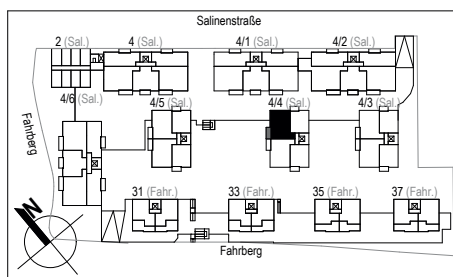 Salinenstraße
2 (Sal.) 4 (Sal.) 4/1 (Sal.) 4/2 (Sal.)
4/6 (Sal.) 4/5 (Sal.) 4/4 (Sal.) 4/3 (Sal.)
Fahrberg
31 (Fahr.) 33 (Fahr.) 35 (Fahr.) 37 (Fahr.)
N
Fahrberg